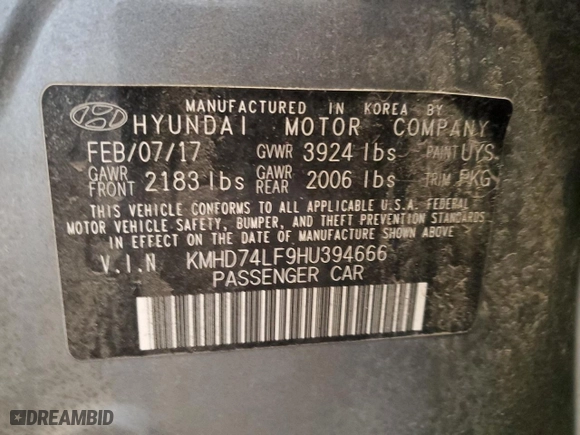 MANUFACTURED IN KOREA BY
HYUNDAI MOTOR COMPANY
FEB/07/17 GVWR 3924 lbs PAINT UYS
GAWR FRONT 2183 lbs GAWR REAR 2006 lbs TRIM PKG
THIS VEHICLE CONFORMS TO ALL APPLICABLE U.S.A. FEDERAL
MOTOR VEHICLE SAFETY, BUMPER, AND THEFT PREVENTION STANDARDS
IN EFFECT ON THE DATE OF MANUFACTURE SHOWN ABOVE
V.I.N KMHD74LF9HU394666
PASSENGER CAR
DREAMBID